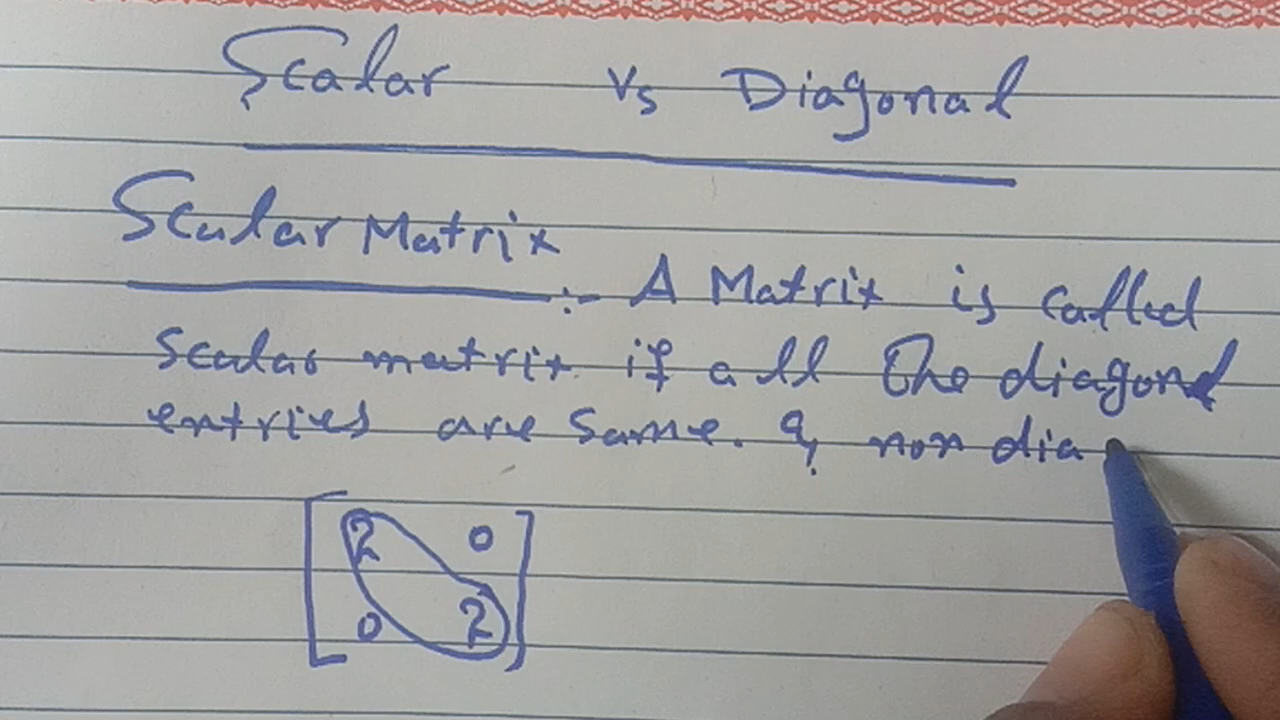 Scalar Vs Diagonal
Scalar Matrix :- A Matrix is called
scalar matrix if all the diagonal
entries are same. & non dia
2 0
0 2